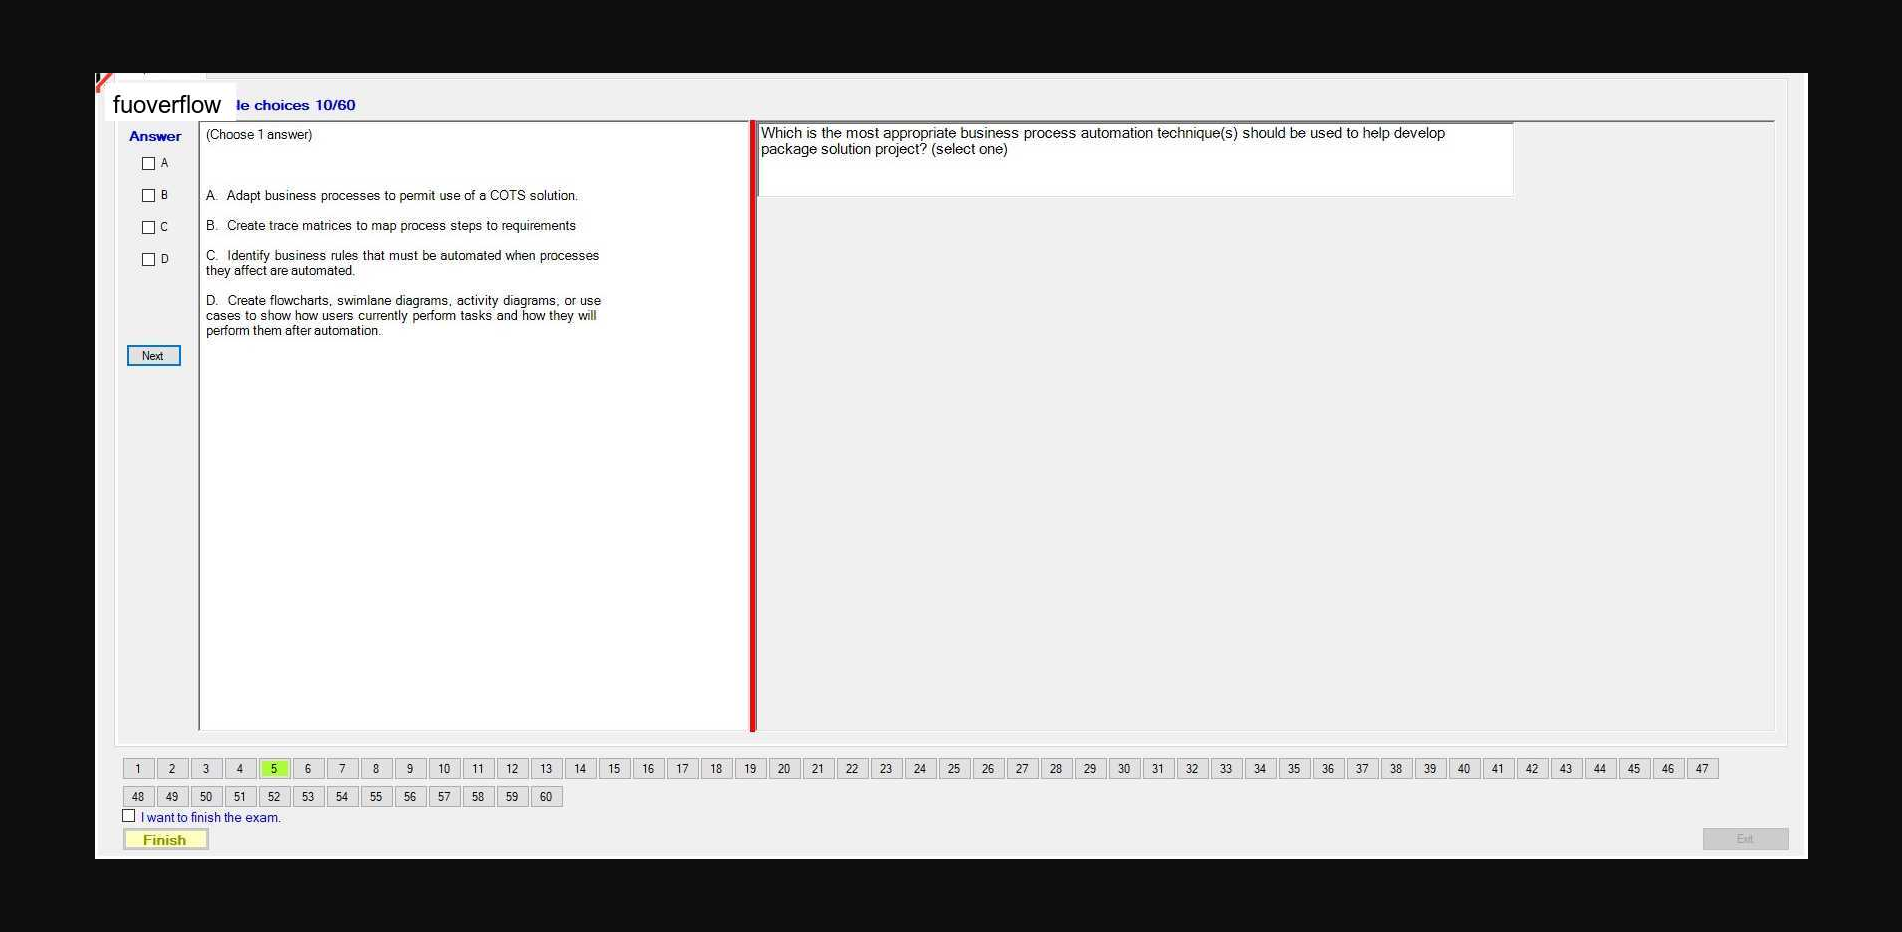 fuoverflow
le choices 10/60
Answer
(Choose 1 answer)
A
B
C
D
A. Adapt business processes to permit use of a COTS solution.
B. Create trace matrices to map process steps to requirements
C. Identify business rules that must be automated when processes
they affect are automated.
D. Create flowcharts, swimlane diagrams, activity diagrams, or use
cases to show how users currently perform tasks and how they will
perform them after automation.
Next
Which is the most appropriate business process automation technique(s) should be used to help develop
package solution project? (select one)
1 2 3 4 5 6 7 8 9 10 11 12 13 14 15 16 17 18 19 20 21 22 23 24 25 26 27 28 29 30 31 32 33 34 35 36 37 38 39 40 41 42 43 44 45 46 47
48 49 50 51 52 53 54 55 56 57 58 59 60
I want to finish the exam.
Finish
Exit